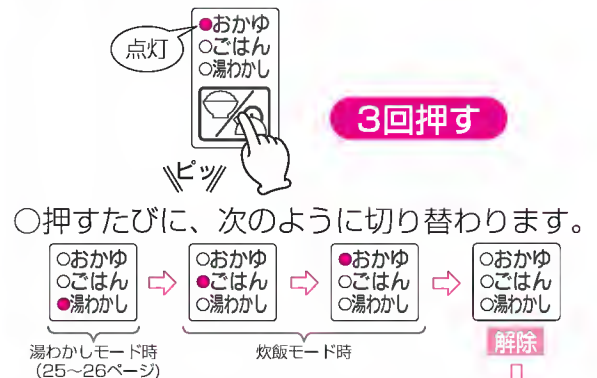 点灯
●おかゆ
○ごはん
○湯わかし
3回押す
ピッ
○押すたびに、次のように切り替わります。
○おかゆ
○ごはん
●湯わかし
○おかゆ
●ごはん
○湯わかし
●おかゆ
○ごはん
○湯わかし
○おかゆ
○ごはん
○湯わかし
湯わかしモード時
(25~26ページ)
炊飯モード時
解除